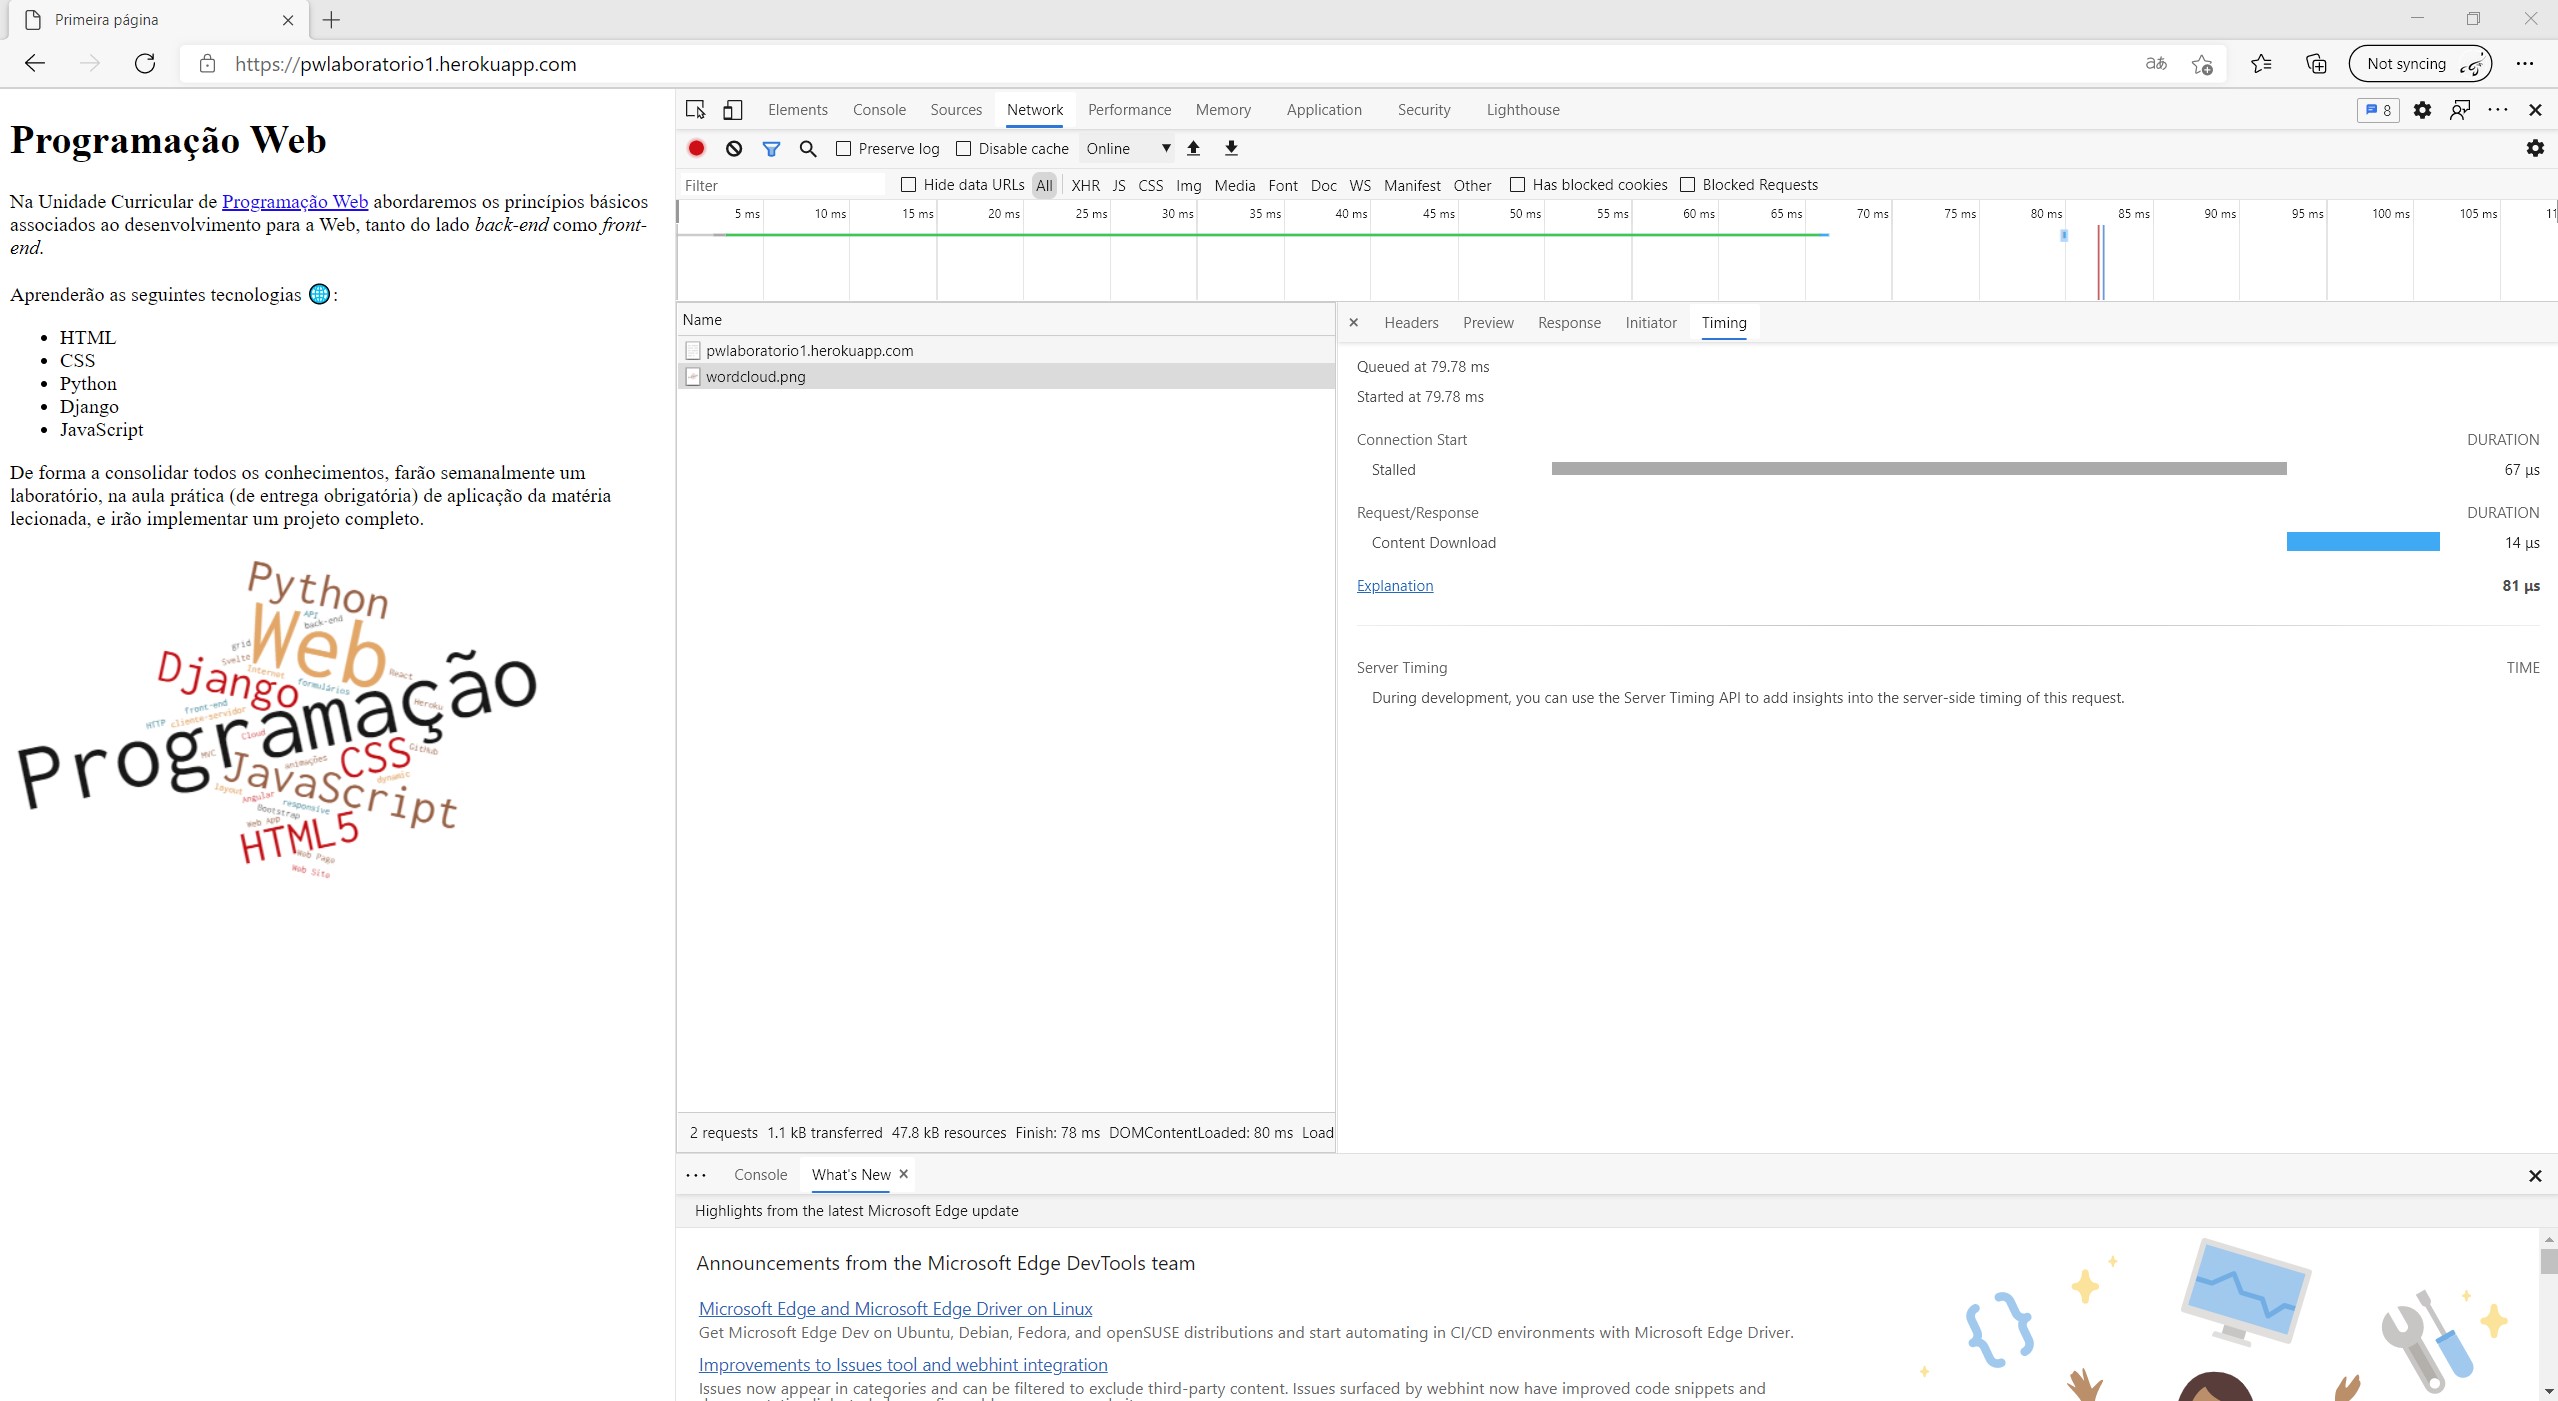 Primeira página
https://pwlaboratorio1.herokuapp.com
aあ
Not syncing
Programação Web
Na Unidade Curricular de Programação Web abordaremos os princípios básicos
associados ao desenvolvimento para a Web, tanto do lado back-end como front-
end.
Aprenderão as seguintes tecnologias :
HTML
CSS
Python
Django
JavaScript
De forma a consolidar todos os conhecimentos, farão semanalmente um
laboratório, na aula prática (de entrega obrigatória) de aplicação da matéria
lecionada, e irão implementar um projeto completo.
Python
API
back-end
Web
grid
Svelte
Internet
React
Django
formulários
Programação
front-end
HTTP cliente-servidor
Heroku
Cloud
MVC
CSS
GitHub
animações
JavaScript
dynamic
layout
Angular
responsive
Bootstrap
Web APP
HTML5
Web Page
Web Site
Elements Console Sources Network Performance Memory Application Security Lighthouse 8
Preserve log Disable cache Online
Filter Hide data URLs All XHR JS CSS Img Media Font Doc WS Manifest Other Has blocked cookies Blocked Requests
5 ms 10 ms 15 ms 20 ms 25 ms 30 ms 35 ms 40 ms 45 ms 50 ms 55 ms 60 ms 65 ms 70 ms 75 ms 80 ms 85 ms 90 ms 95 ms 100 ms 105 ms 11
Name
pwlaboratorio1.herokuapp.com
wordcloud.png
Headers Preview Response Initiator Timing
Queued at 79.78 ms
Started at 79.78 ms
Connection Start DURATION
Stalled 67 µs
Request/Response DURATION
Content Download 14 µs
Explanation 81 µs
Server Timing TIME
During development, you can use the Server Timing API to add insights into the server-side timing of this request.
2 requests 1.1 kB transferred 47.8 kB resources Finish: 78 ms DOMContentLoaded: 80 ms Load
Console What's New
Highlights from the latest Microsoft Edge update
Announcements from the Microsoft Edge DevTools team
Microsoft Edge and Microsoft Edge Driver on Linux
Get Microsoft Edge Dev on Ubuntu, Debian, Fedora, and openSUSE distributions and start automating in CI/CD environments with Microsoft Edge Driver.
Improvements to Issues tool and webhint integration
Issues now appear in categories and can be filtered to exclude third-party content. Issues surfaced by webhint now have improved code snippets and